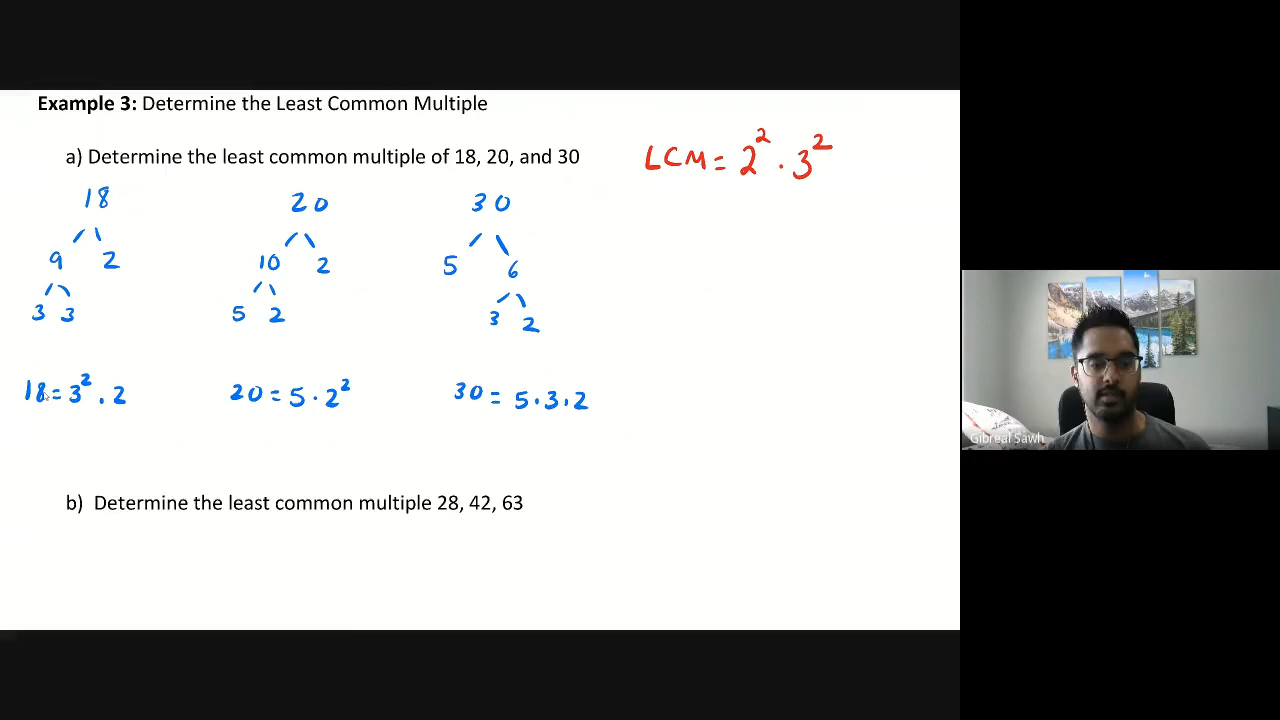 Example 3: Determine the Least Common Multiple
a) Determine the least common multiple of 18, 20, and 30
LCM = 2² · 3²
18 20 30
9 2 10 2 5 6
3 3 5 2 3 2
18 = 3² · 2 20 = 5 · 2² 30 = 5 · 3 · 2
Gibreal Sawh
b) Determine the least common multiple 28, 42, 63